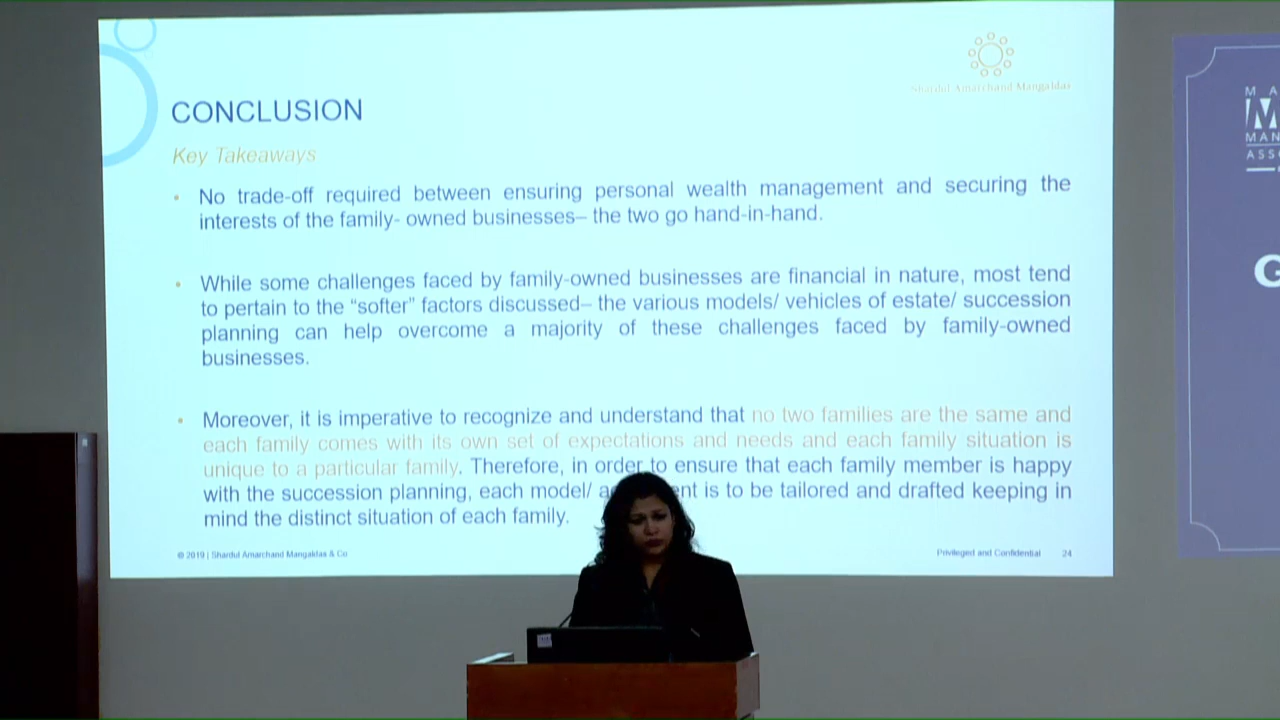 Shardul Amarchand Mangaldas
CONCLUSION
Key Takeaways
• No trade-off required between ensuring personal wealth management and securing the
interests of the family- owned businesses– the two go hand-in-hand.
• While some challenges faced by family-owned businesses are financial in nature, most tend
to pertain to the “softer” factors discussed– the various models/ vehicles of estate/ succession
planning can help overcome a majority of these challenges faced by family-owned
businesses.
• Moreover, it is imperative to recognize and understand that no two families are the same and
each family comes with its own set of expectations and needs and each family situation is
unique to a particular family. Therefore, in order to ensure that each family member is happy
with the succession planning, each model/ is to be tailored and drafted keeping in
mind the distinct situation of each family.
© 2019 | Shardul Amarchand Mangaldas & Co
Privileged and Confidential 24
M A
MAN
ASS
G